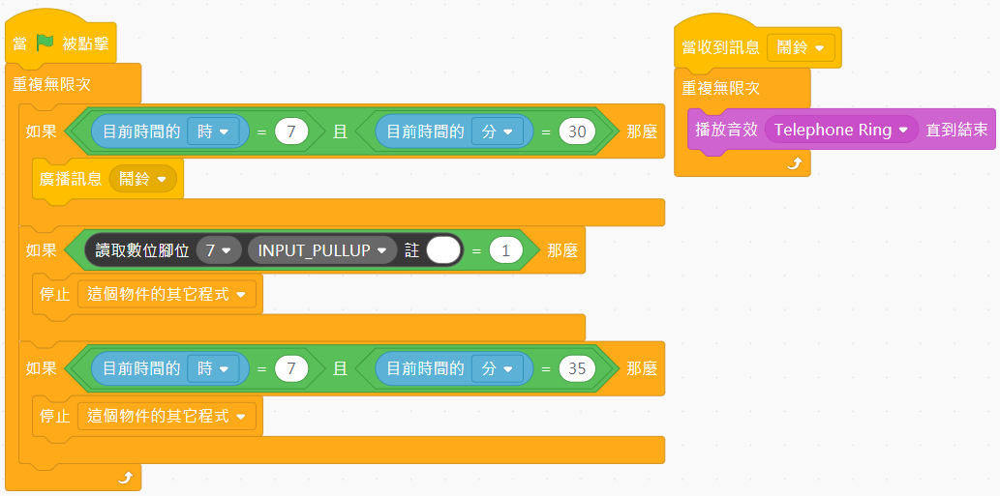 當 被點擊
重複無限次
如果 目前時間的 時 = 7 且 目前時間的 分 = 30 那麼
廣播訊息 鬧鈴
如果 讀取數位腳位 7 INPUT_PULLUP 註 = 1 那麼
停止 這個物件的其它程式
如果 目前時間的 時 = 7 且 目前時間的 分 = 35 那麼
停止 這個物件的其它程式
當收到訊息 鬧鈴
重複無限次
播放音效 Telephone Ring 直到結束